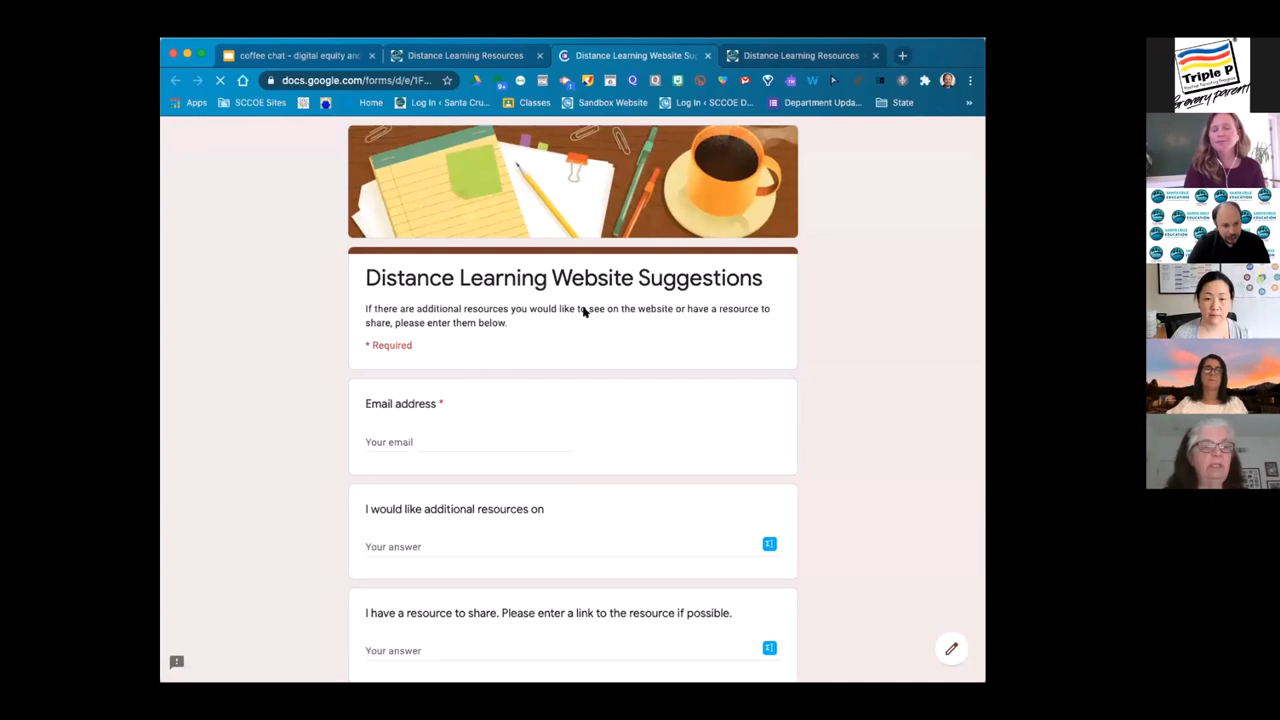 coffee chat - digital equity and
Distance Learning Resources
Distance Learning Website Su
Distance Learning Resources
docs.google.com/forms/d/e/1F...
Apps
SCCOE Sites
Home
Log In ‹ Santa Cru...
Classes
Sandbox Website
Log In ‹ SCCOE D...
Department Upda...
State
»
Distance Learning Website Suggestions
If there are additional resources you would like to see on the website or have a resource to
share, please enter them below.
* Required
Email address *
Your email
I would like additional resources on
Your answer
I have a resource to share. Please enter a link to the resource if possible.
Your answer
Triple P
SANTA CRUZ
EDUCATION